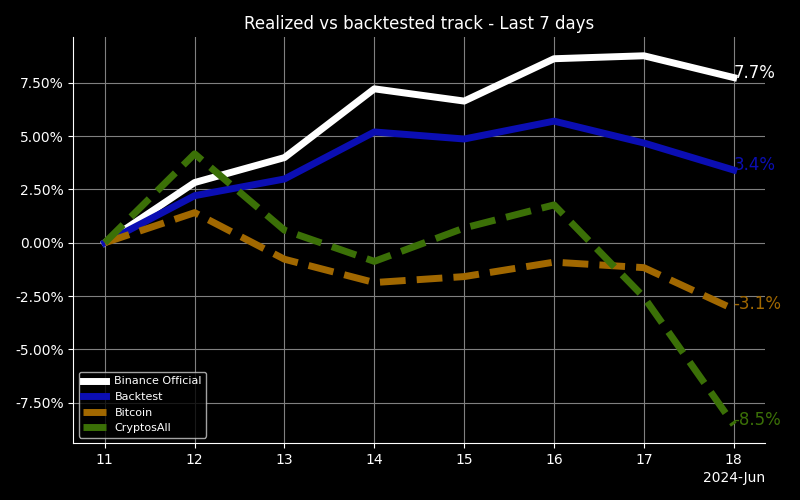 Realized vs backtested track - Last 7 days
7.50%
5.00%
2.50%
0.00%
-2.50%
-5.00%
-7.50%
7.7%
3.4%
-3.1%
-8.5%
Binance Official
Backtest
Bitcoin
CryptosAll
11 12 13 14 15 16 17 18
2024-Jun